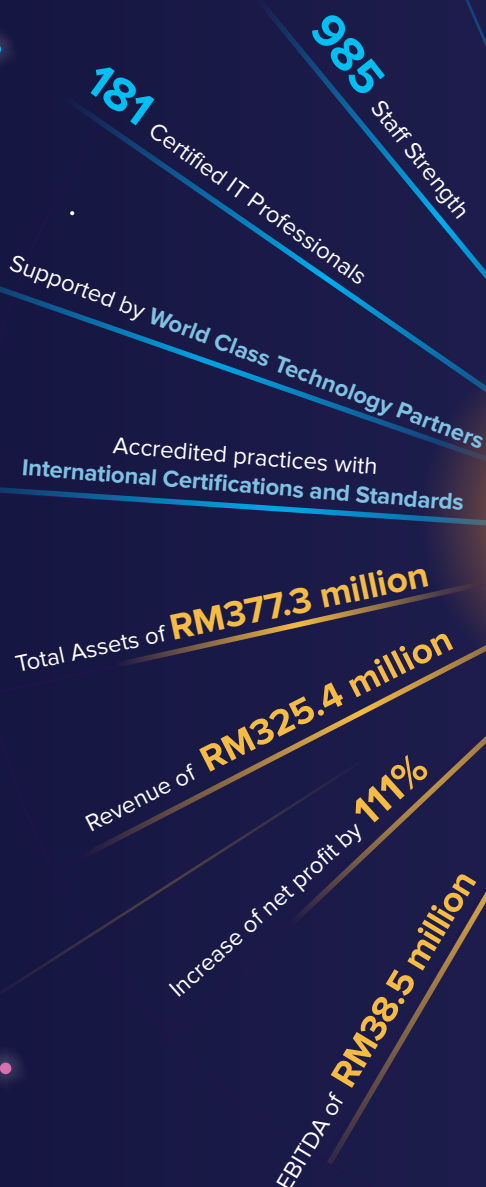 985 Staff Strength
181 Certified IT Professionals
Supported by World Class Technology Partners
Accredited practices with
International Certifications and Standards
Total Assets of RM377.3 million
Revenue of RM325.4 million
Increase of net profit by 111%
EBITDA of RM38.5 million